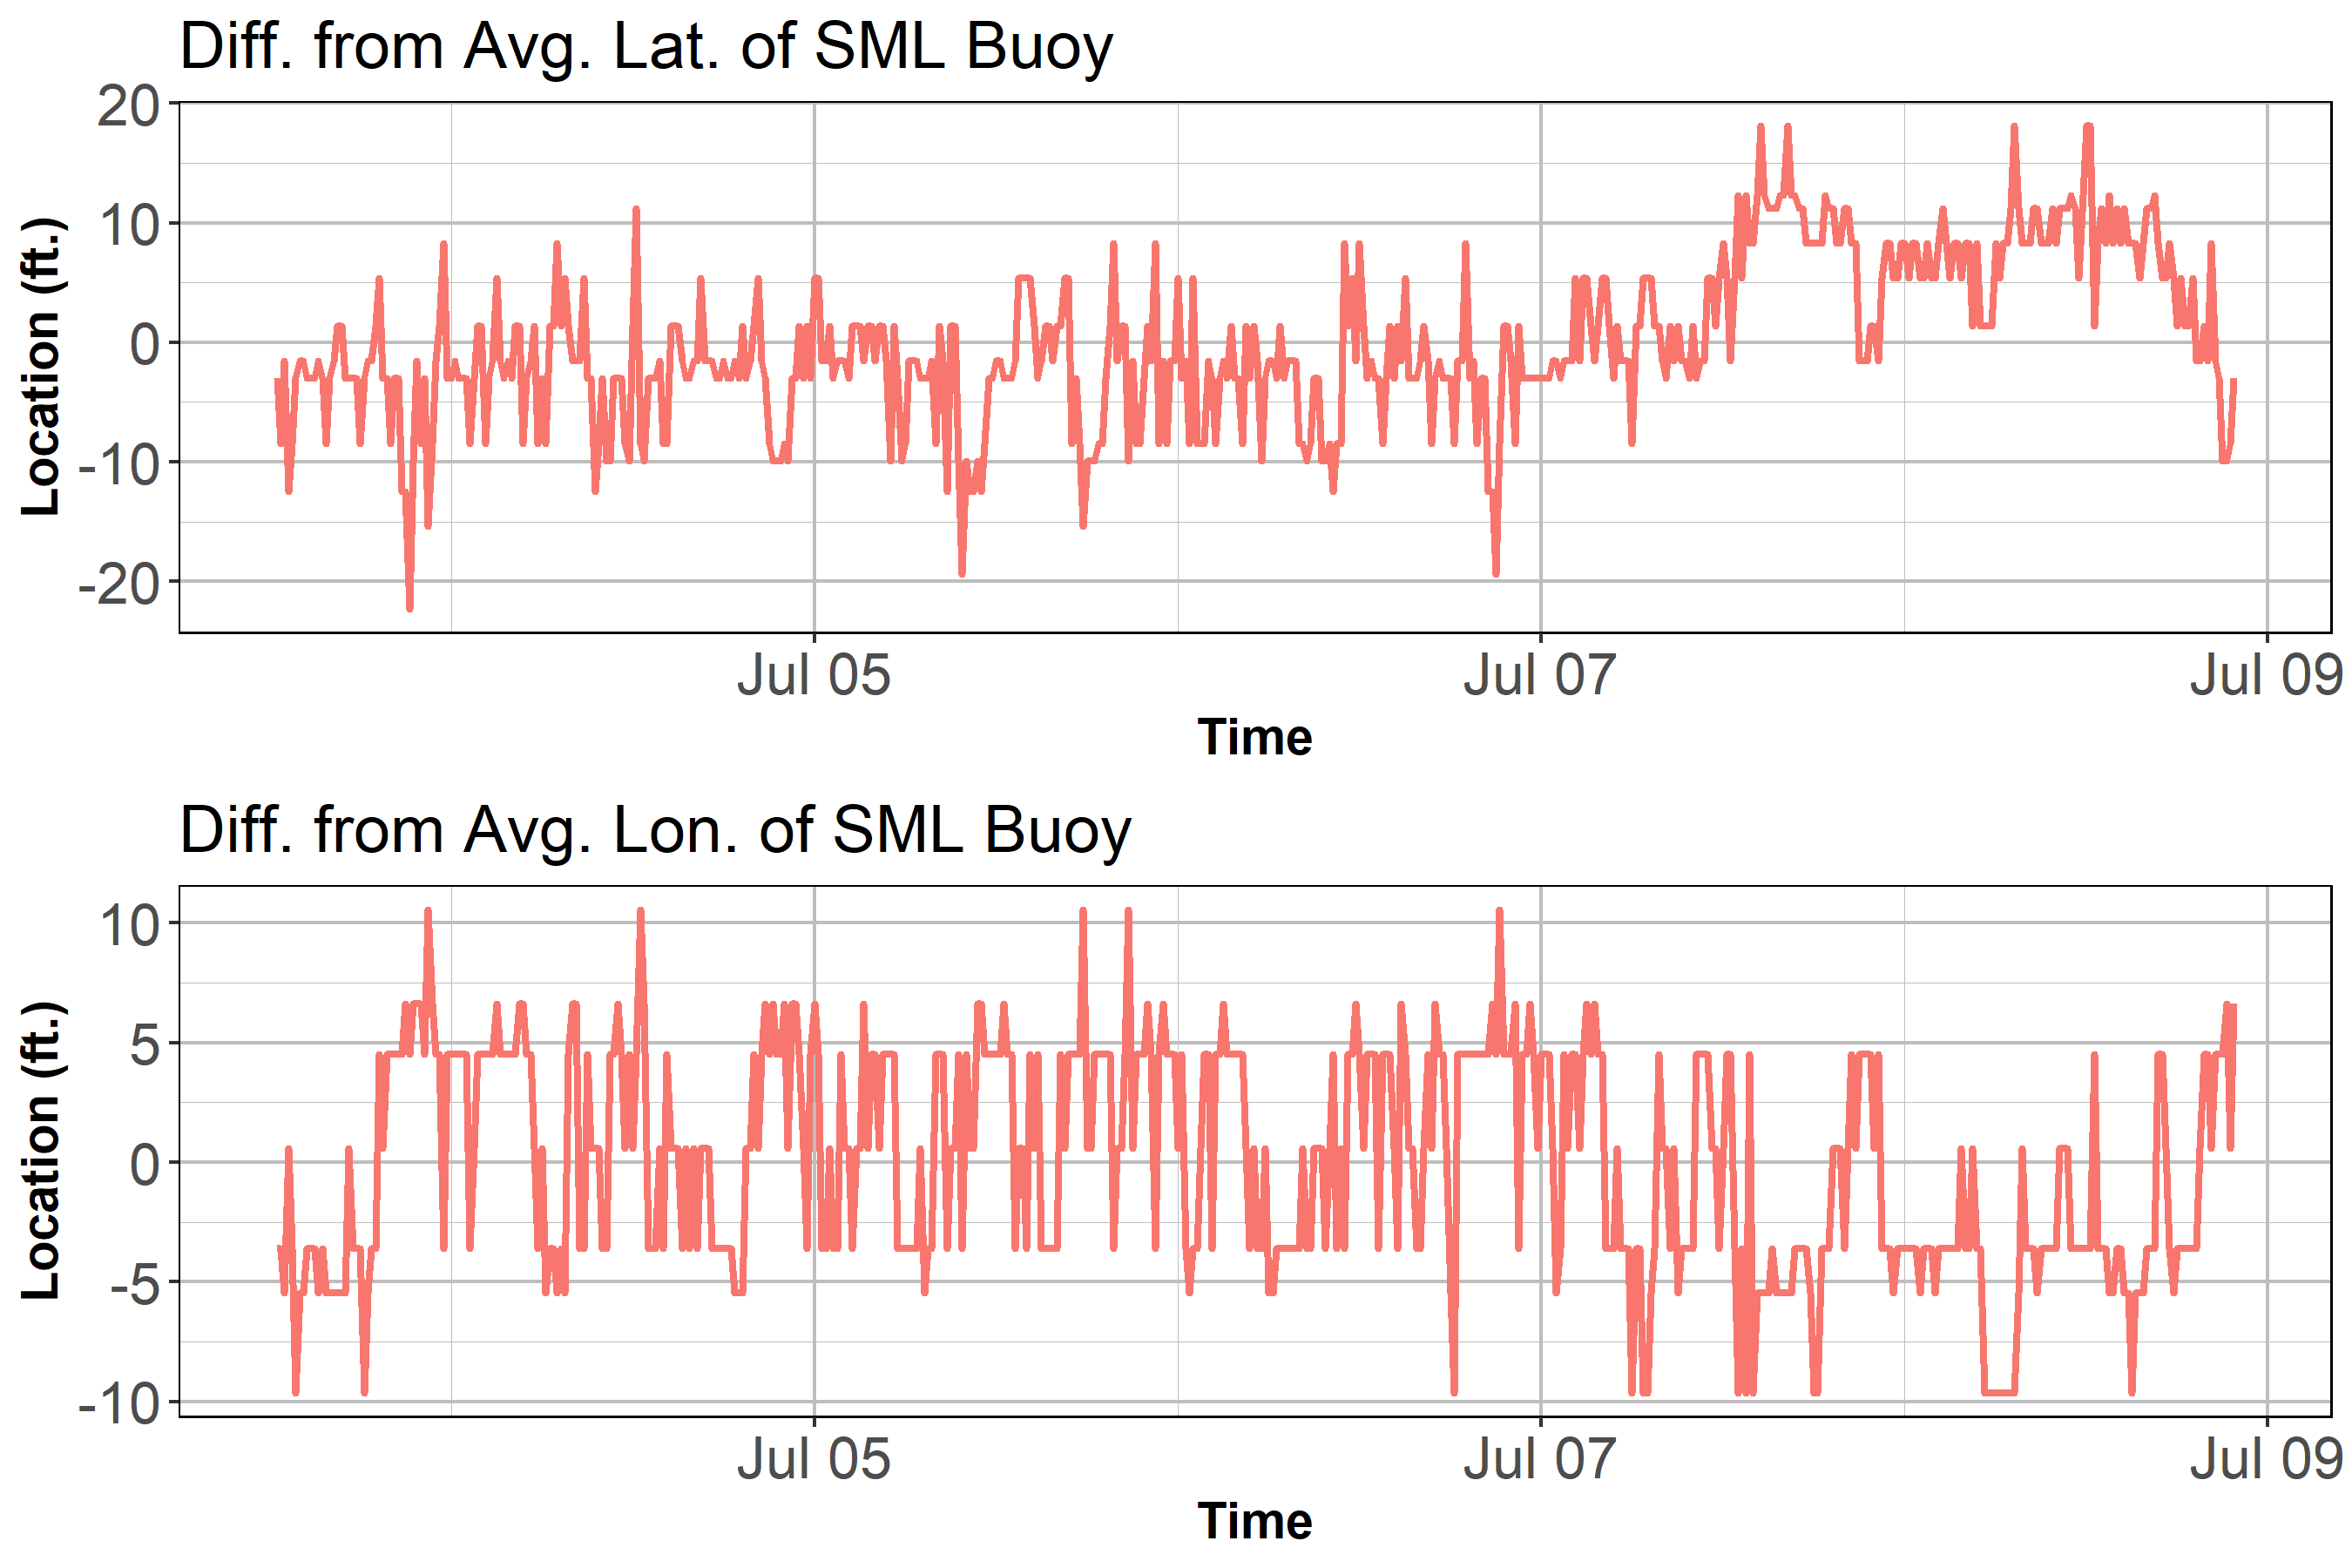 Diff. from Avg. Lat. of SML Buoy
20
10
0
-10
-20
Location (ft.)
Jul 05
Jul 07
Jul 09
Time
Diff. from Avg. Lon. of SML Buoy
10
5
0
-5
-10
Location (ft.)
Jul 05
Jul 07
Jul 09
Time